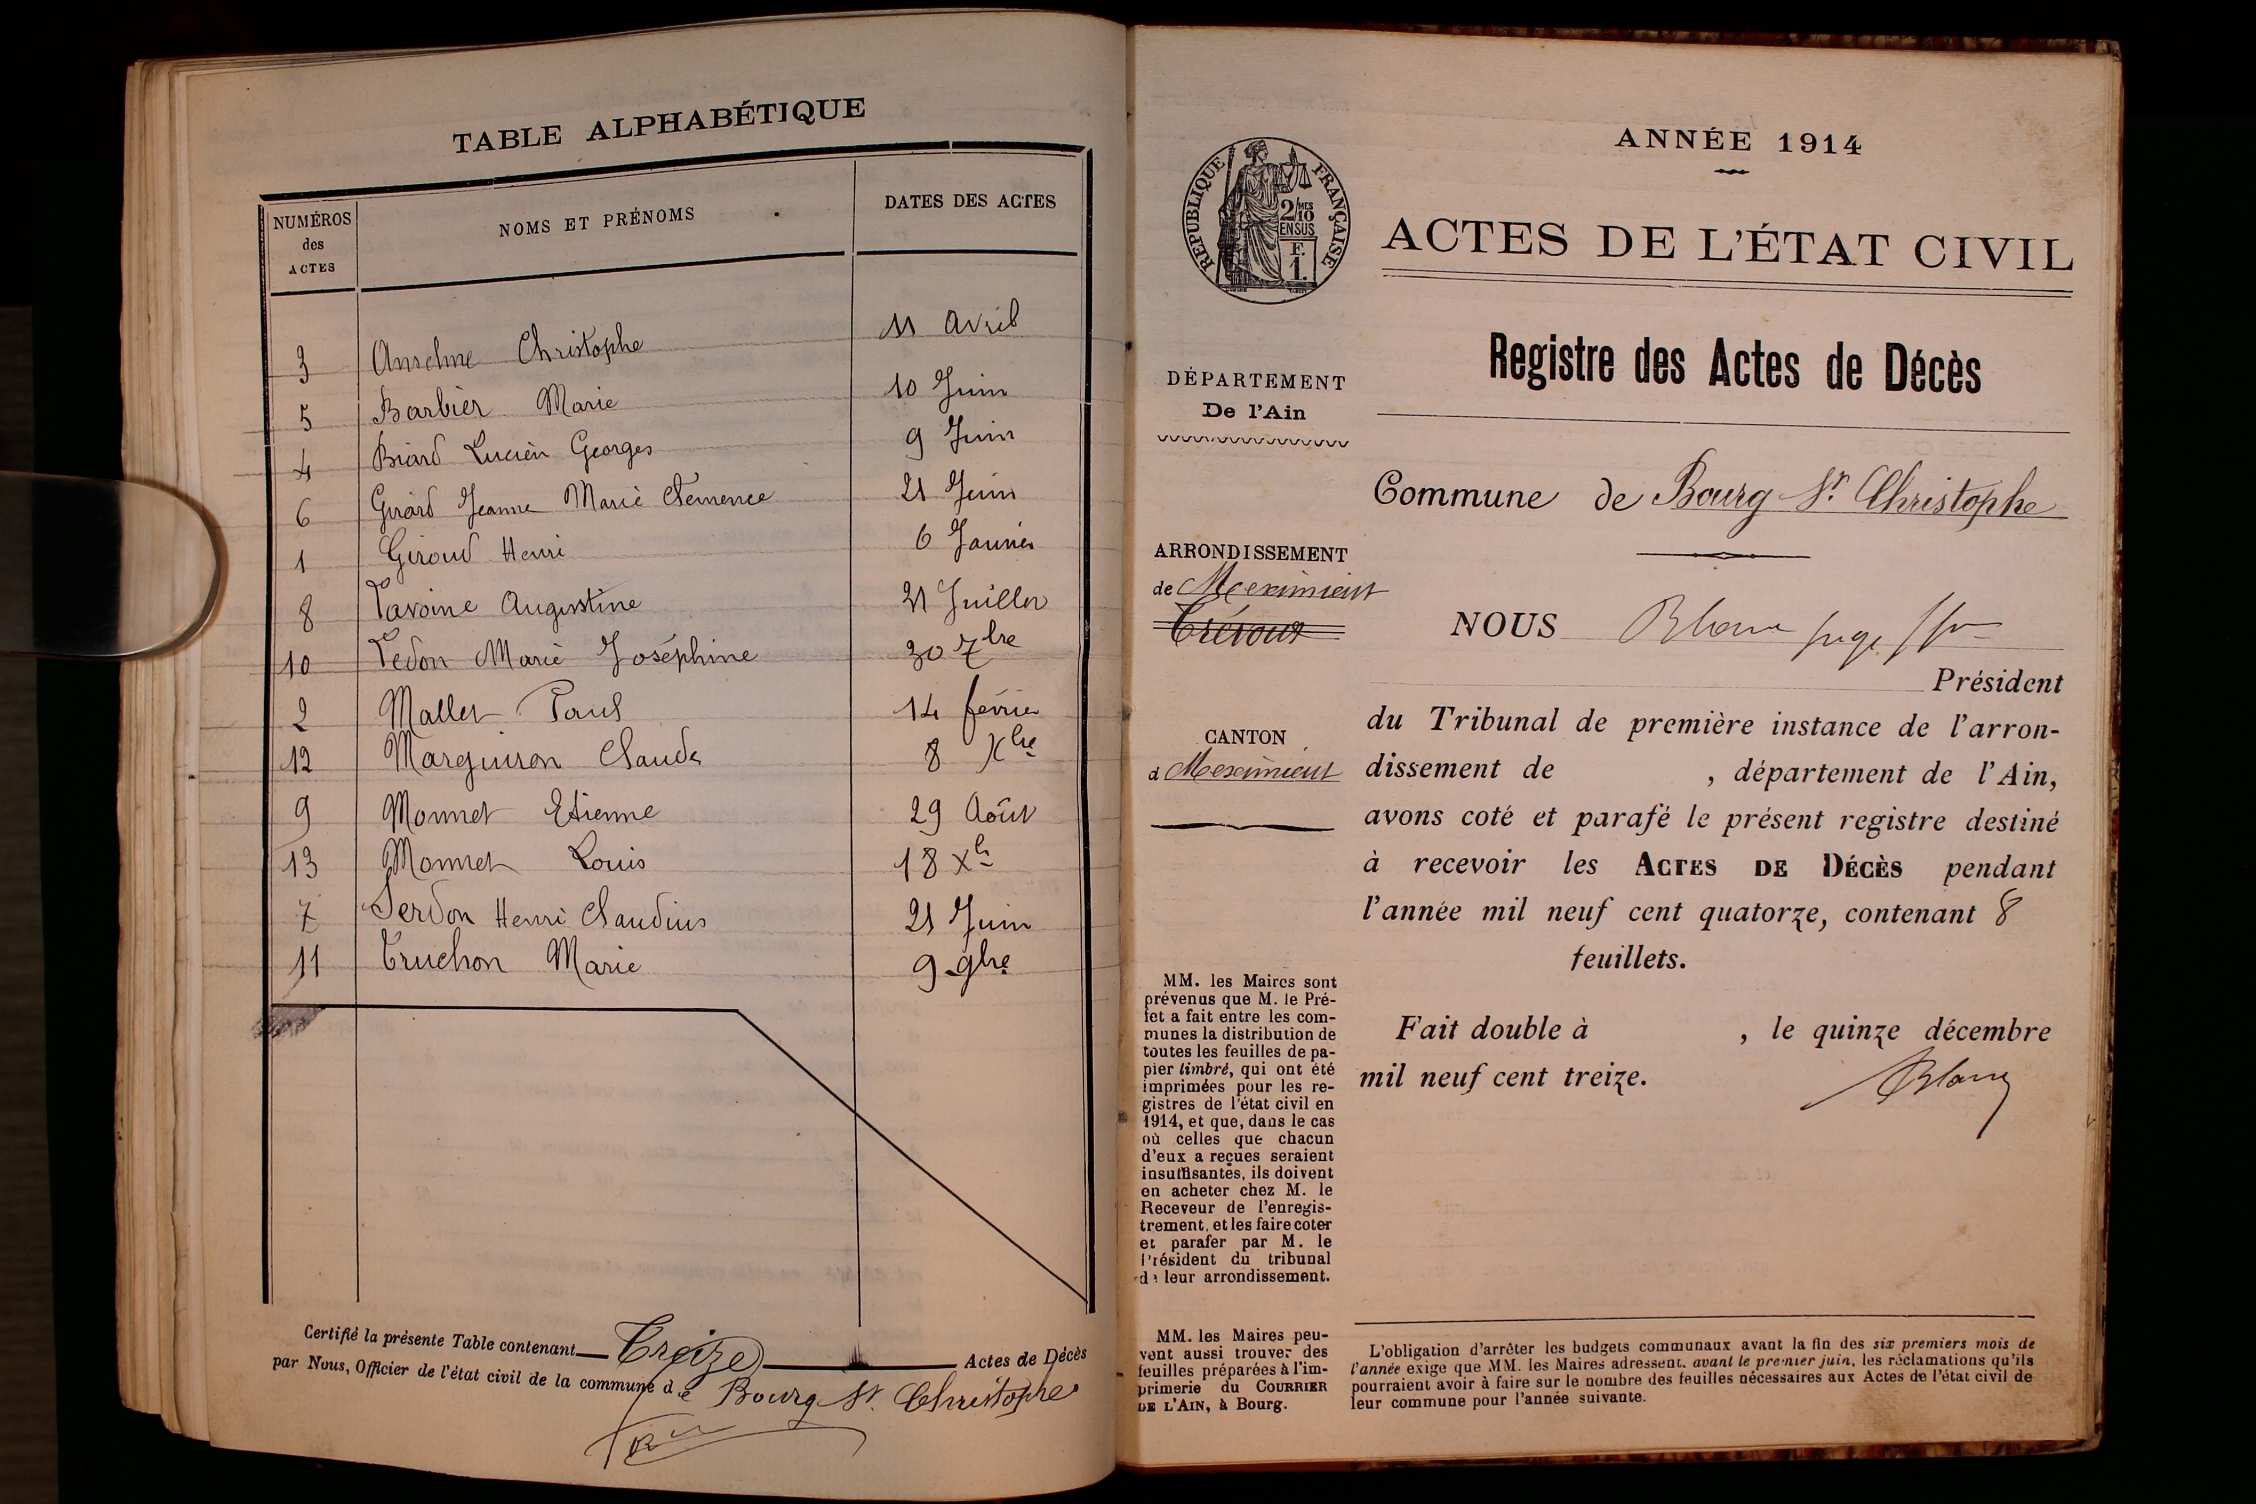 TABLE ALPHABÉTIQUE
NUMÉROS des ACTES NOMS ET PRÉNOMS DATES DES ACTES
3 Anselme Christophe 11 Avril
5 Barbier Marie 10 Juin
4 Biard Lucien Georges 9 Juin
6 Girard Jeanne Marie Clémence 21 Juin
1 Giroud Henri 6 Janvier
8 Lavoine Augustine 21 Juillet
10 Ledon Marie Joséphine 30 7bre
2 Mallet Paul 14 février
12 Marguiron Claude 8 Xbre
9 Monnet Etienne 29 Août
13 Monnet Louis 18 Xb
7 Serdon Henri Claudius 21 Juin
11 Truchon Marie 9 9bre
Certifié la présente Table contenant Treize Actes de Décès
par Nous, Officier de l'état civil de la commune de Bourg St. Christophe
ANNÉE 1914
RÉPUBLIQUE FRANÇAISE
2/10 MES
EN SUS
F.
1.
ACTES DE L'ÉTAT CIVIL
Registre des Actes de Décès
DÉPARTEMENT
De l'Ain
Commune de Bourg St Christophe
ARRONDISSEMENT
de Meximieux
Trévoux
NOUS Blanc juge
Président
du Tribunal de première instance de l'arron-
dissement de , département de l'Ain,
avons coté et parafé le présent registre destiné
à recevoir les ACTES DE DÉCÈS pendant
l'année mil neuf cent quatorze, contenant 8
feuillets.
CANTON
d Meximieux
Fait double à , le quinze décembre
mil neuf cent treize.
Blanc
MM. les Maires sont
prévenus que M. le Pré-
fet a fait entre les com-
munes la distribution de
toutes les feuilles de pa-
pier timbré, qui ont été
imprimées pour les re-
gistres de l'état civil en
1914, et que, dans le cas
où celles que chacun
d'eux a reçues seraient
insuffisantes, ils doivent
en acheter chez M. le
Receveur de l'enregis-
trement, et les faire coter
et parafer par M. le
Président du tribunal
de leur arrondissement.
MM. les Maires peu-
vent aussi trouver des
feuilles préparées à l'im-
primerie du COURRIER
DE L'AIN, à Bourg.
L'obligation d'arrêter les budgets communaux avant la fin des six premiers mois de
l'année exige que MM. les Maires adressent, avant le premier juin, les réclamations qu'ils
pourraient avoir à faire sur le nombre des feuilles nécessaires aux Actes de l'état civil de
leur commune pour l'année suivante.